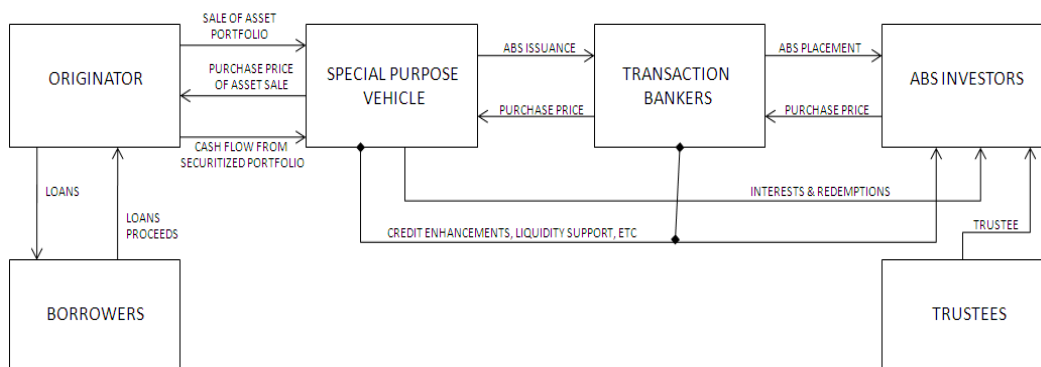 SALE OF ASSET
PORTFOLIO
ORIGINATOR
PURCHASE PRICE
OF ASSET SALE
CASH FLOW FROM
SECURITIZED PORTFOLIO
SPECIAL PURPOSE
VEHICLE
ABS ISSUANCE
PURCHASE PRICE
TRANSACTION
BANKERS
ABS PLACEMENT
PURCHASE PRICE
ABS INVESTORS
LOANS
LOANS
PROCEEDS
INTERESTS & REDEMPTIONS
CREDIT ENHANCEMENTS, LIQUIDITY SUPPORT, ETC
TRUSTEE
BORROWERS
TRUSTEES